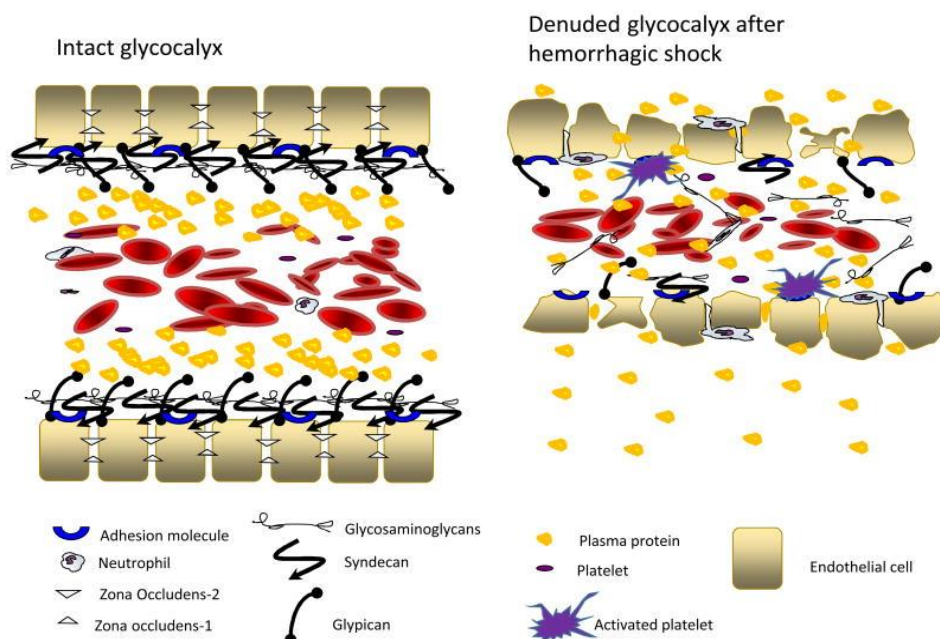 Intact glycocalyx
Denuded glycocalyx after
hemorrhagic shock
Adhesion molecule
Neutrophil
Zona Occludens-2
Zona occludens-1
Glycosaminoglycans
Syndecan
Glypican
Plasma protein
Platelet
Activated platelet
Endothelial cell